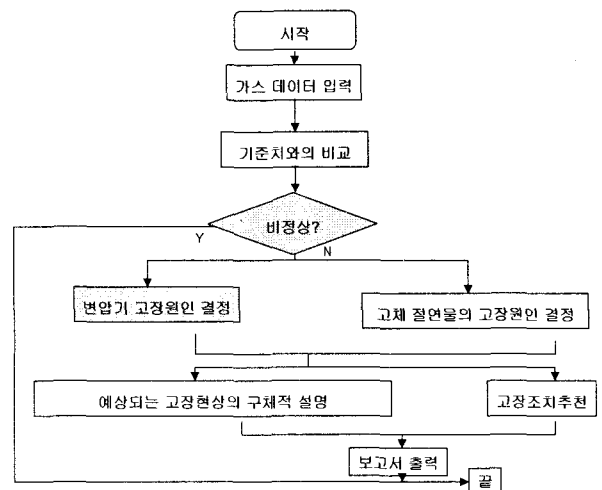 시작
가스 데이터 입력
기준치와의 비교
비정상?
Y
N
변압기 고장원인 결정
고체 절연물의 고장원인 결정
예상되는 고장현상의 구체적 설명
고장조치추천
보고서 출력
끝